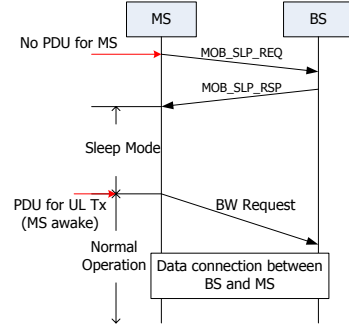 MS
BS
No PDU for MS
MOB_SLP_REQ
MOB_SLP_RSP
Sleep Mode
PDU for UL Tx
(MS awake)
BW Request
Normal
Operation
Data connection between
BS and MS